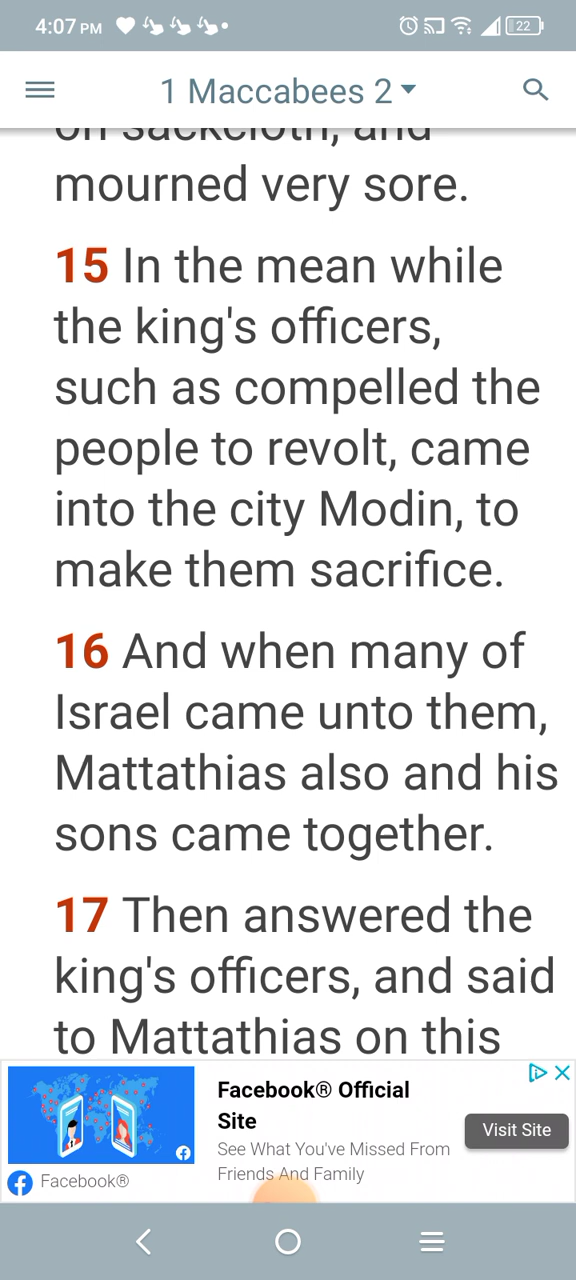 4:07 PM
22
1 Maccabees 2
on sackcloth, and
mourned very sore.
15 In the mean while
the king's officers,
such as compelled the
people to revolt, came
into the city Modin, to
make them sacrifice.
16 And when many of
Israel came unto them,
Mattathias also and his
sons came together.
17 Then answered the
king's officers, and said
to Mattathias on this
Facebook® Official
Site
See What You've Missed From
Friends And Family
Visit Site
Facebook®